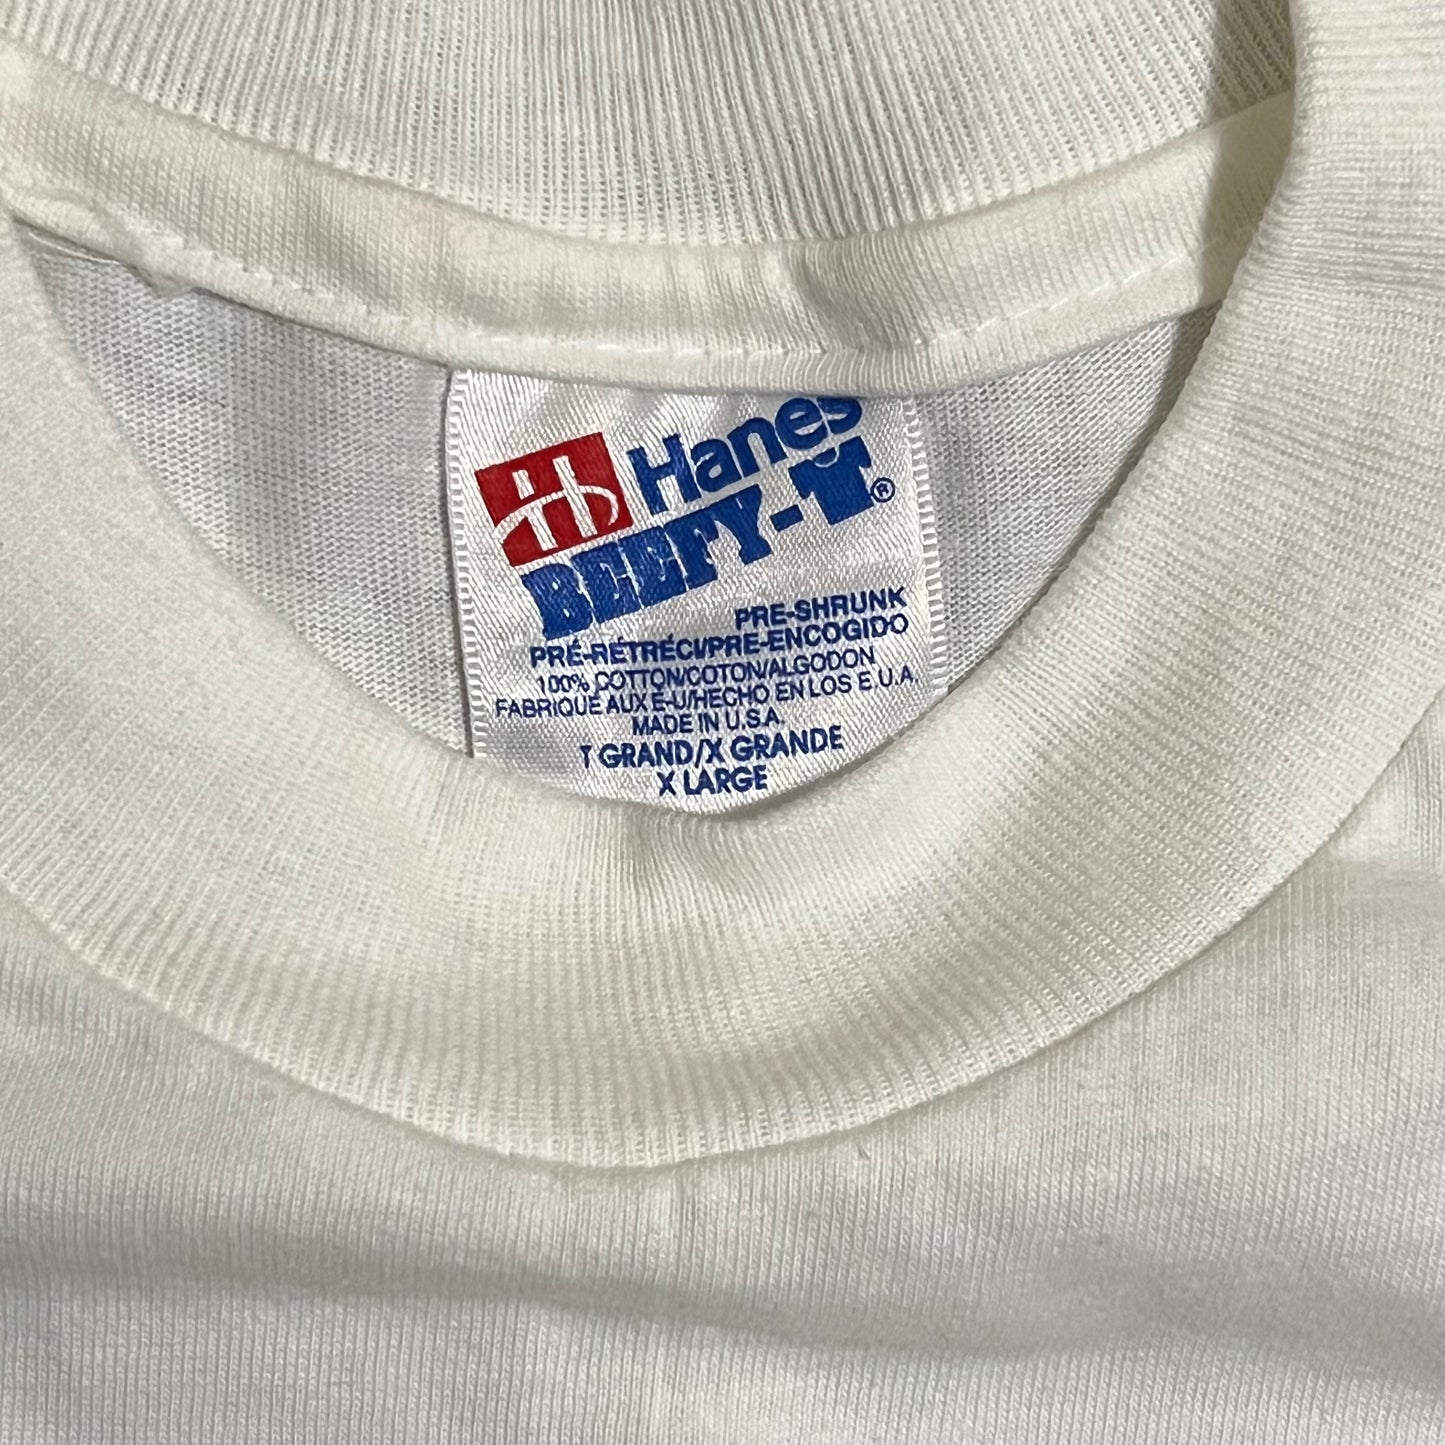 Hanes
BEEFY-T®
PRE-SHRUNK
PRÉ-RÉTRÉCI/PRE-ENCOGIDO
100% COTTON/COTON/ALGODON
FABRIQUÉ AUX E-U/HECHO EN LOS E.U.A.
MADE IN U.S.A.
T GRAND/X GRANDE
X LARGE